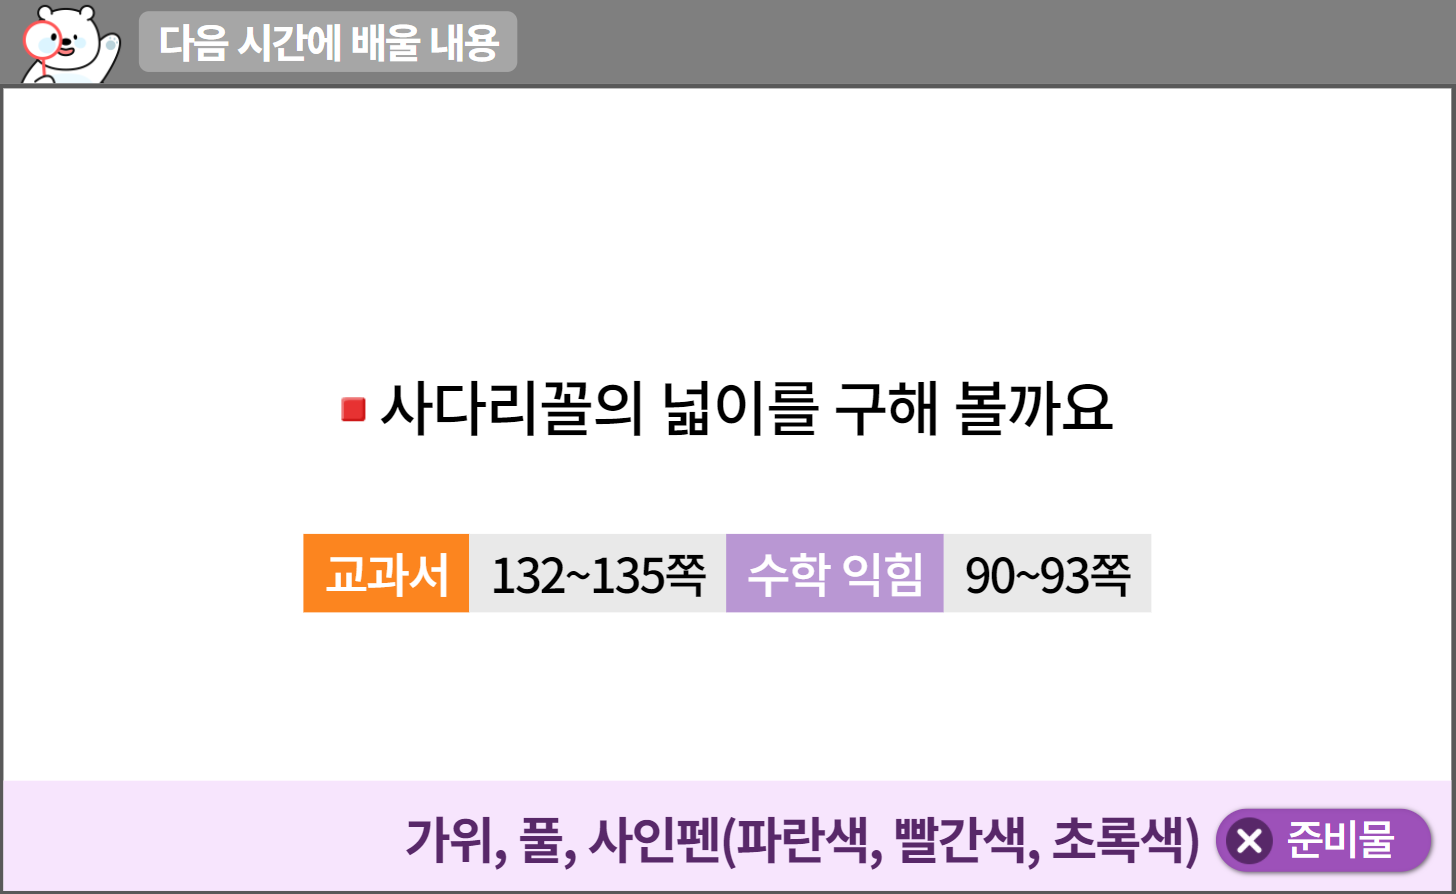 다음 시간에 배울 내용
사다리꼴의 넓이를 구해 볼까요
교과서 132~135쪽 수학 익힘 90~93쪽
가위, 풀, 사인펜(파란색, 빨간색, 초록색) 준비물